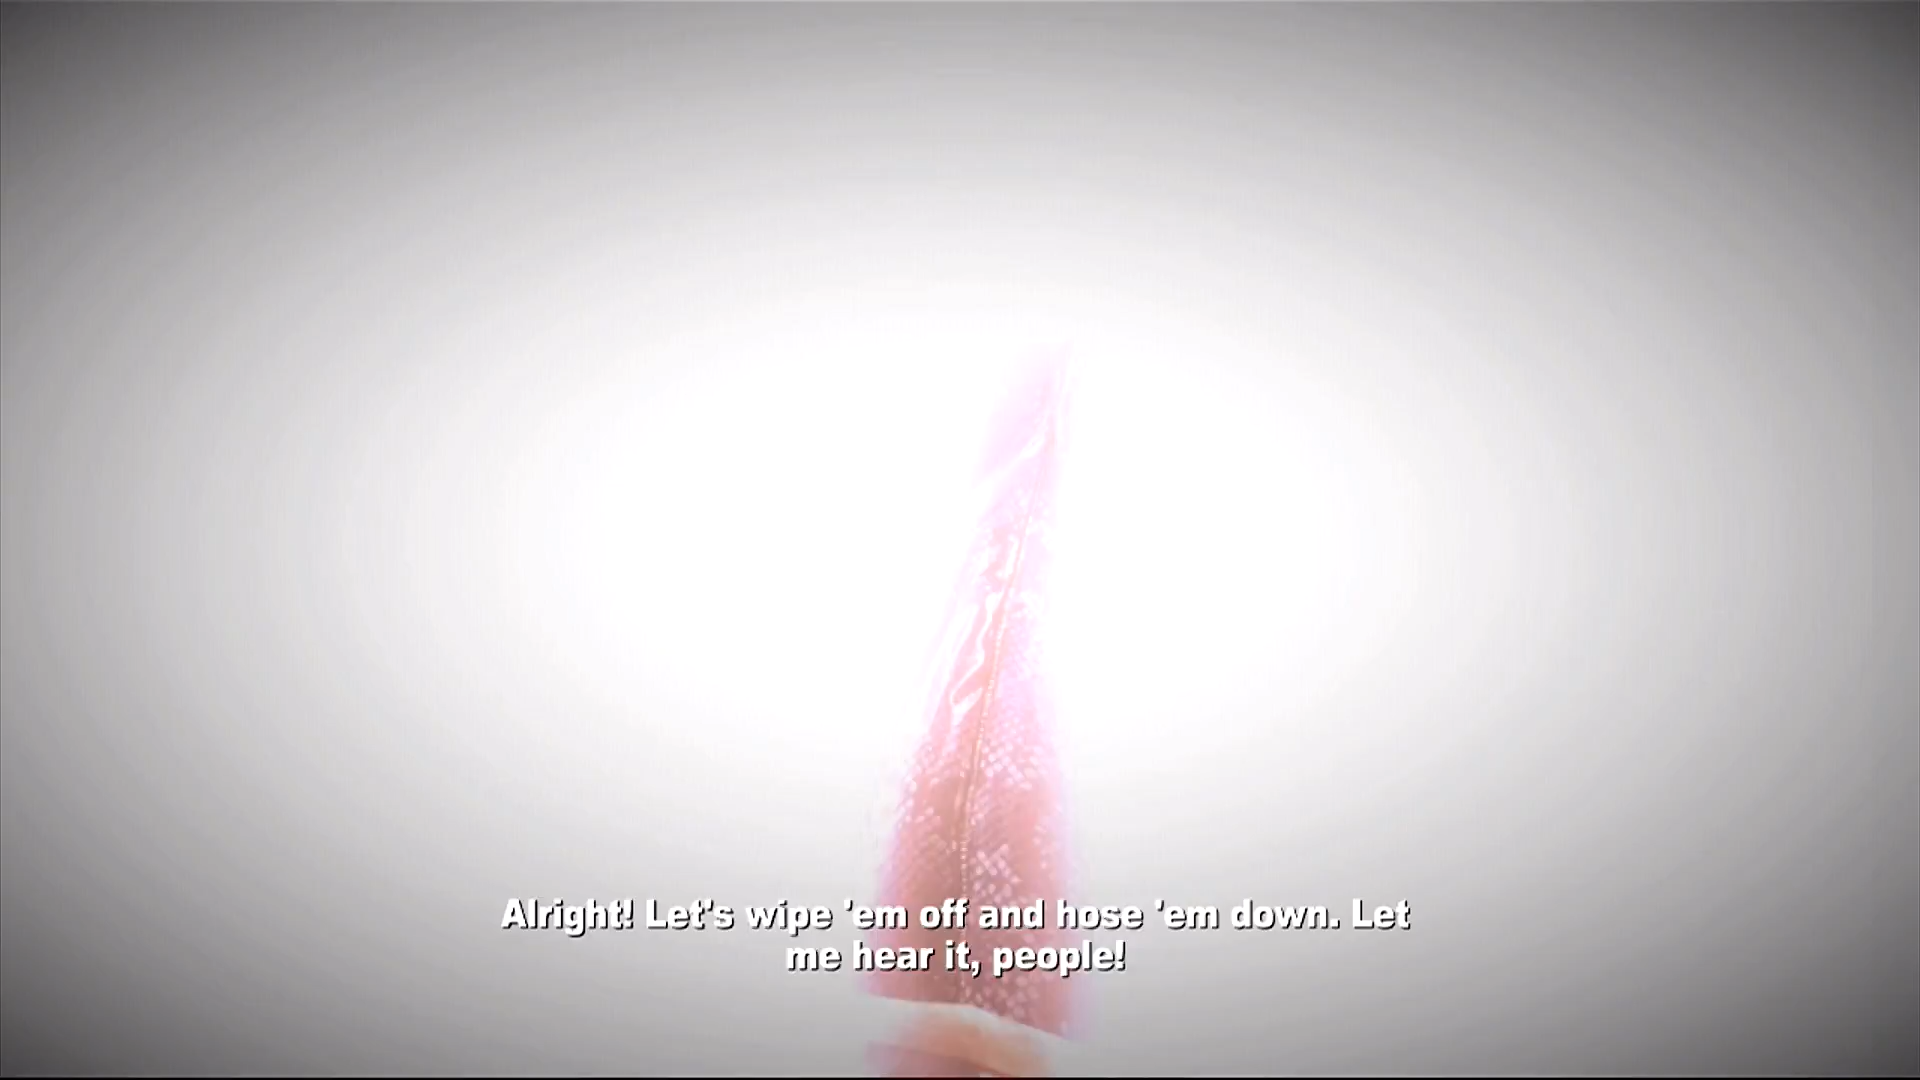 Alright! Let's wipe 'em off and hose 'em down. Let
me hear it, people!